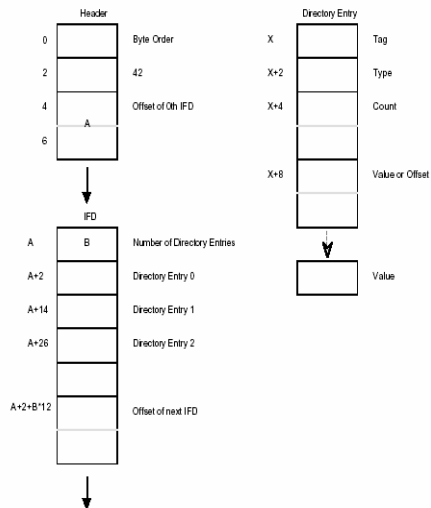 Header
0 Byte Order
2 42
4 Offset of 0th IFD
A
6
IFD
A B Number of Directory Entries
A+2 Directory Entry 0
A+14 Directory Entry 1
A+26 Directory Entry 2
A+2+B*12 Offset of next IFD
Directory Entry
X Tag
X+2 Type
X+4 Count
X+8 Value or Offset
Value